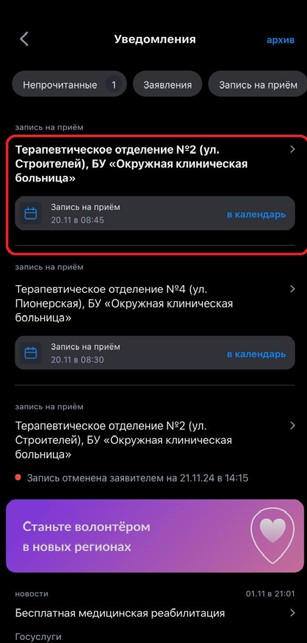 Уведомления
архив
Непрочитанные 1
Заявления
Запись на приём
запись на приём
Терапевтическое отделение №2 (ул.
Строителей), БУ «Окружная клиническая
больница»
Запись на приём
20.11 в 08:45
в календарь
запись на приём
Терапевтическое отделение №4 (ул.
Пионерская), БУ «Окружная клиническая
больница»
Запись на приём
20.11 в 08:30
в календарь
запись на приём
Терапевтическое отделение №2 (ул.
Строителей), БУ «Окружная клиническая
больница»
Запись отменена заявителем на 21.11.24 в 14:15
Станьте волонтёром
в новых регионах
новости
01.11 в 21:01
Бесплатная медицинская реабилитация
Госуслуги